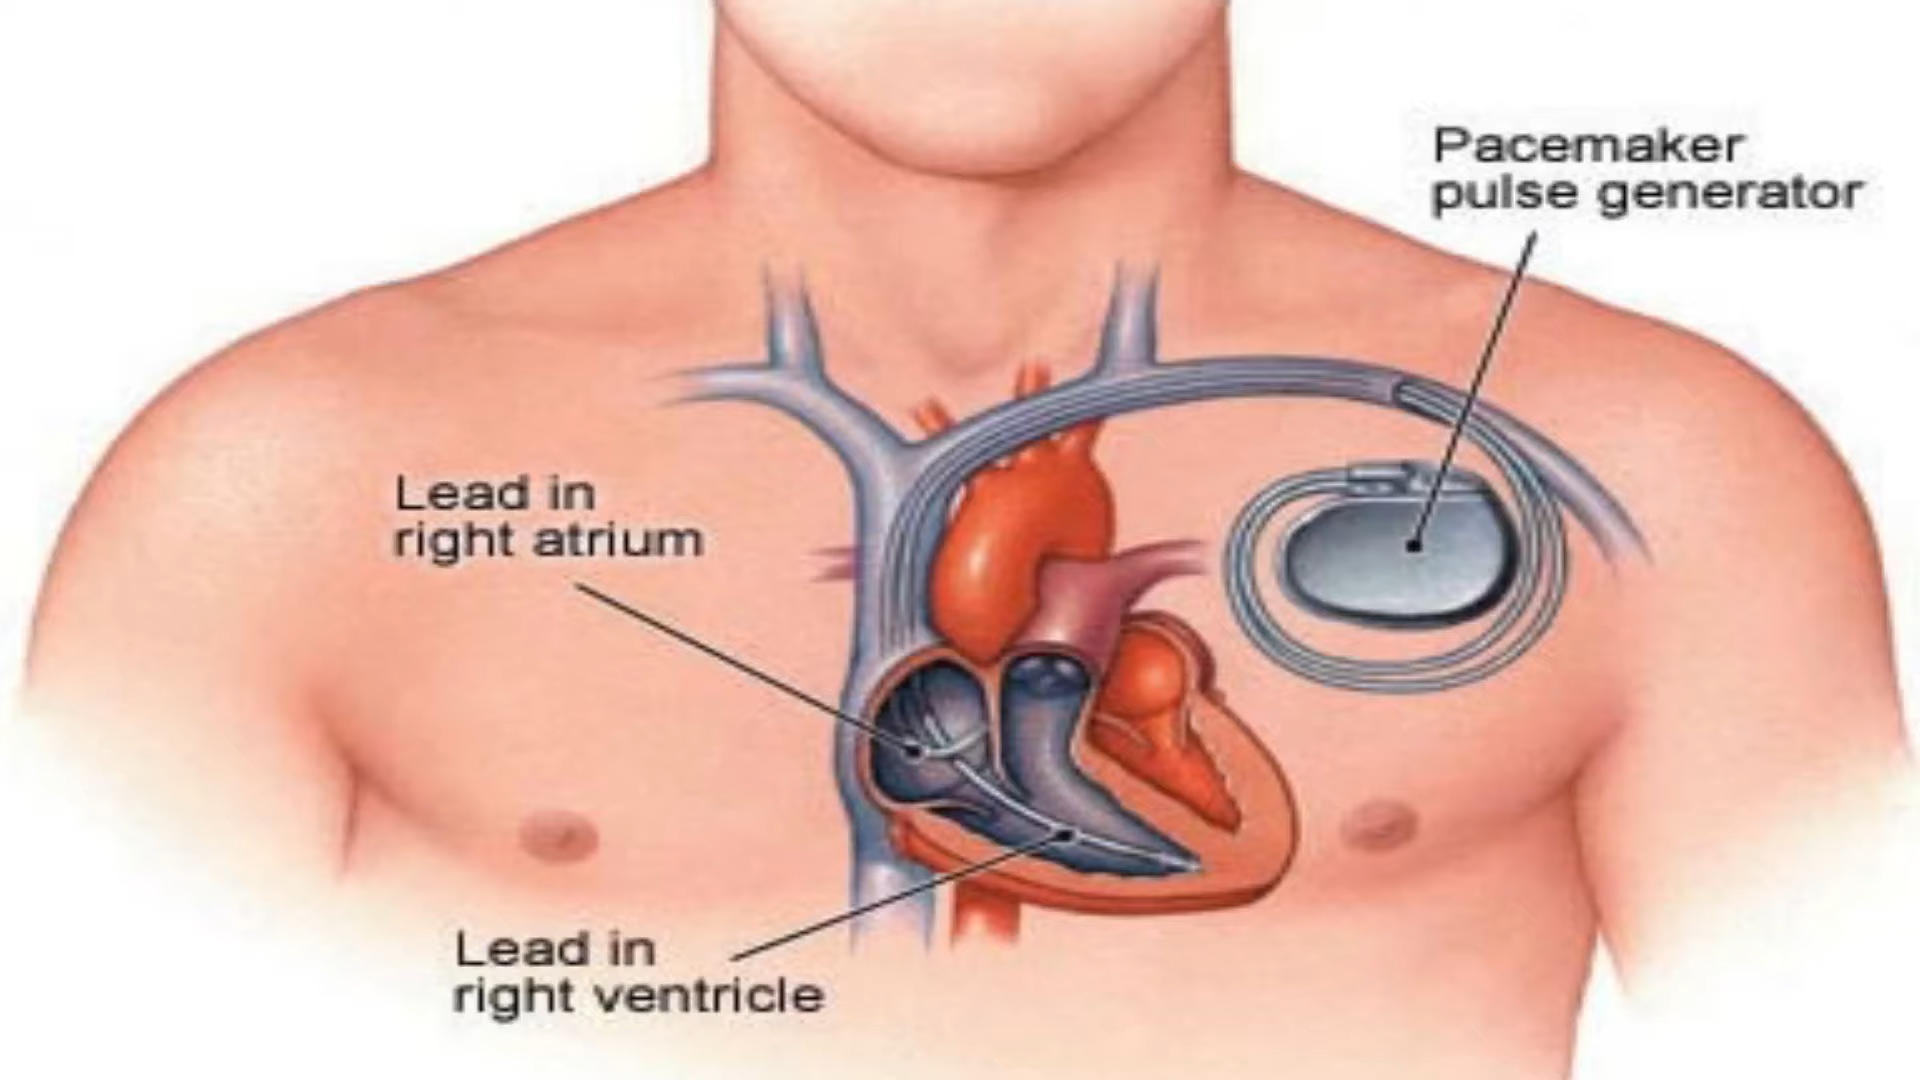 Pacemaker
pulse generator
Lead in
right atrium
Lead in
right ventricle